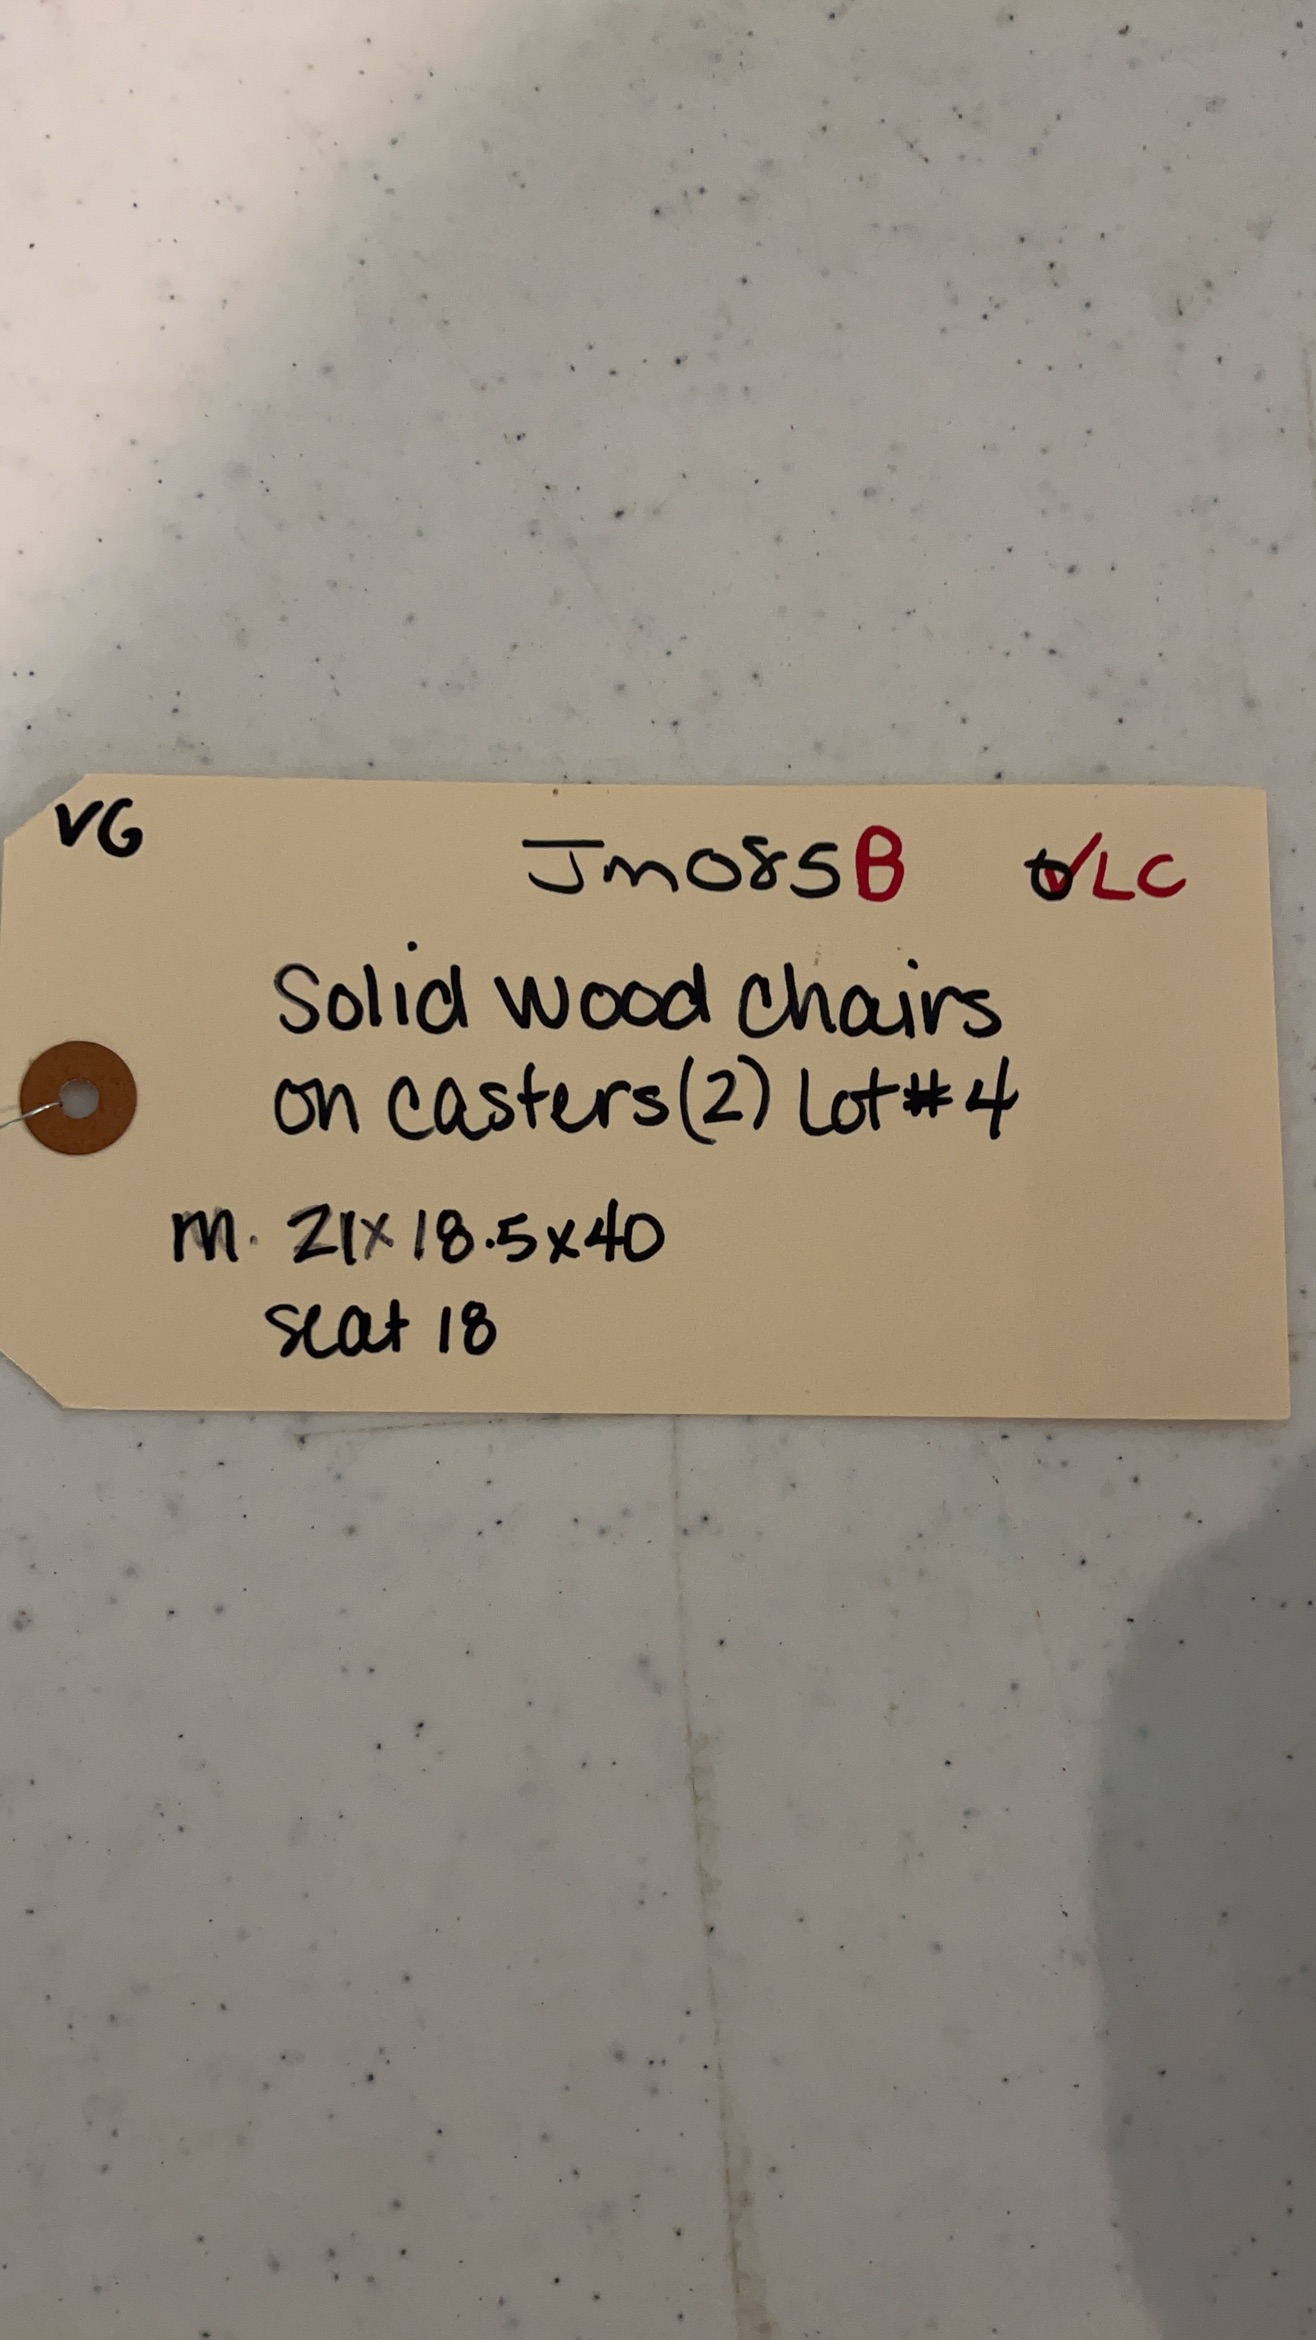 VG
Jm085B ✓LC
Solid wood chairs
on casters(2) Lot#4
m. 21x18.5x40
seat 18